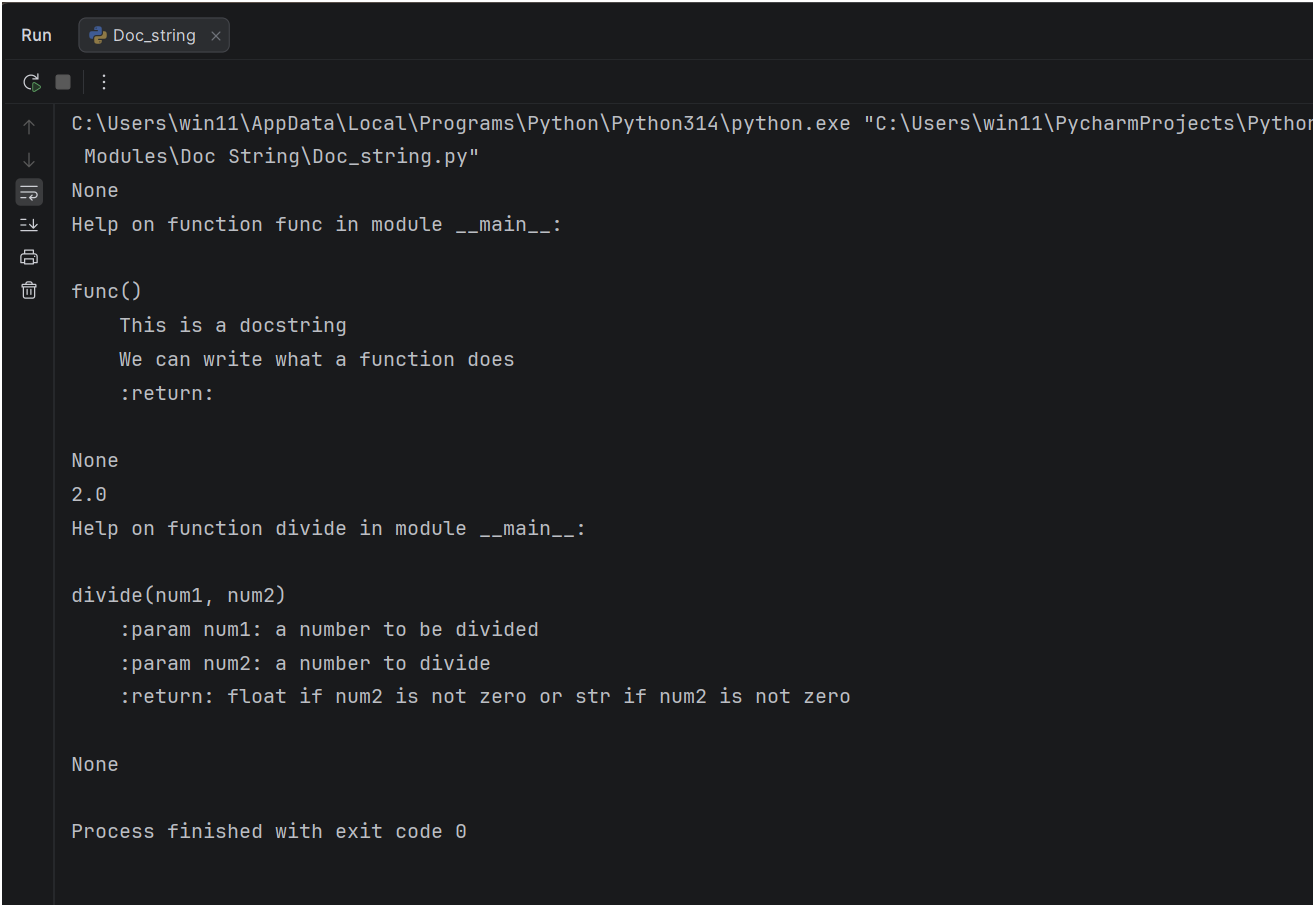 Run
Doc_string
C:\Users\win11\AppData\Local\Programs\Python\Python314\python.exe "C:\Users\win11\PycharmProjects\Python
Modules\Doc String\Doc_string.py"
None
Help on function func in module __main__:
func()
This is a docstring
We can write what a function does
:return:
None
2.0
Help on function divide in module __main__:
divide(num1, num2)
:param num1: a number to be divided
:param num2: a number to divide
:return: float if num2 is not zero or str if num2 is not zero
None
Process finished with exit code 0